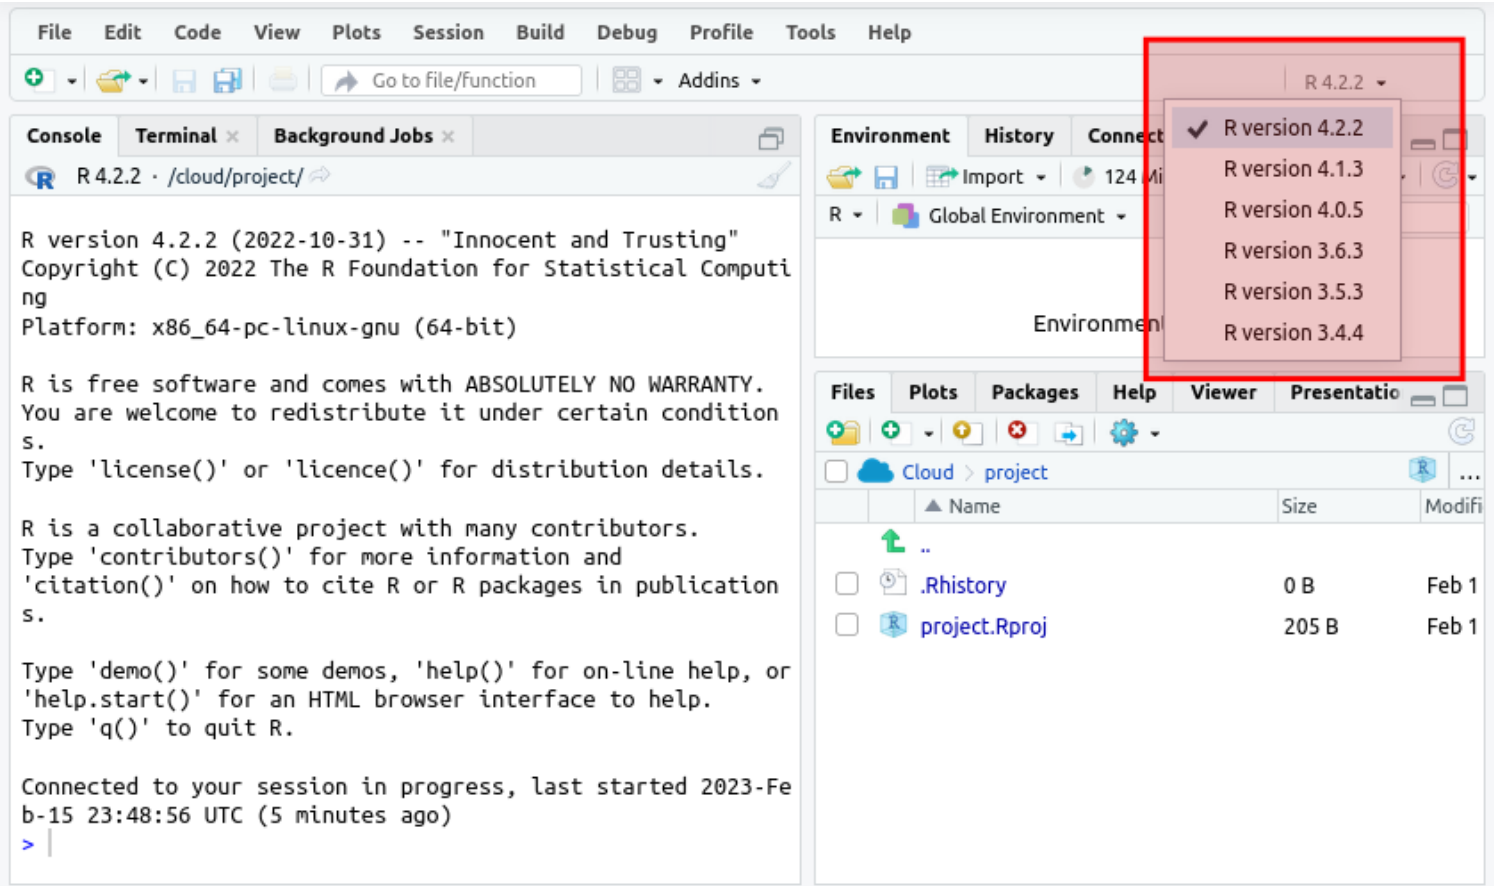 File Edit Code View Plots Session Build Debug Profile Tools Help
Go to file/function Addins R 4.2.2
Console Terminal Background Jobs
R 4.2.2 · /cloud/project/
R version 4.2.2 (2022-10-31) -- "Innocent and Trusting"
Copyright (C) 2022 The R Foundation for Statistical Computi
ng
Platform: x86_64-pc-linux-gnu (64-bit)
R is free software and comes with ABSOLUTELY NO WARRANTY.
You are welcome to redistribute it under certain condition
s.
Type 'license()' or 'licence()' for distribution details.
R is a collaborative project with many contributors.
Type 'contributors()' for more information and
'citation()' on how to cite R or R packages in publication
s.
Type 'demo()' for some demos, 'help()' for on-line help, or
'help.start()' for an HTML browser interface to help.
Type 'q()' to quit R.
Connected to your session in progress, last started 2023-Fe
b-15 23:48:56 UTC (5 minutes ago)
>
Environment History Connect
Import 124 Mi
R Global Environment
Environment
R version 4.2.2
R version 4.1.3
R version 4.0.5
R version 3.6.3
R version 3.5.3
R version 3.4.4
Files Plots Packages Help Viewer Presentatio
Cloud project ...
Name Size Modifi
..
.Rhistory 0 B Feb 1
project.Rproj 205 B Feb 1